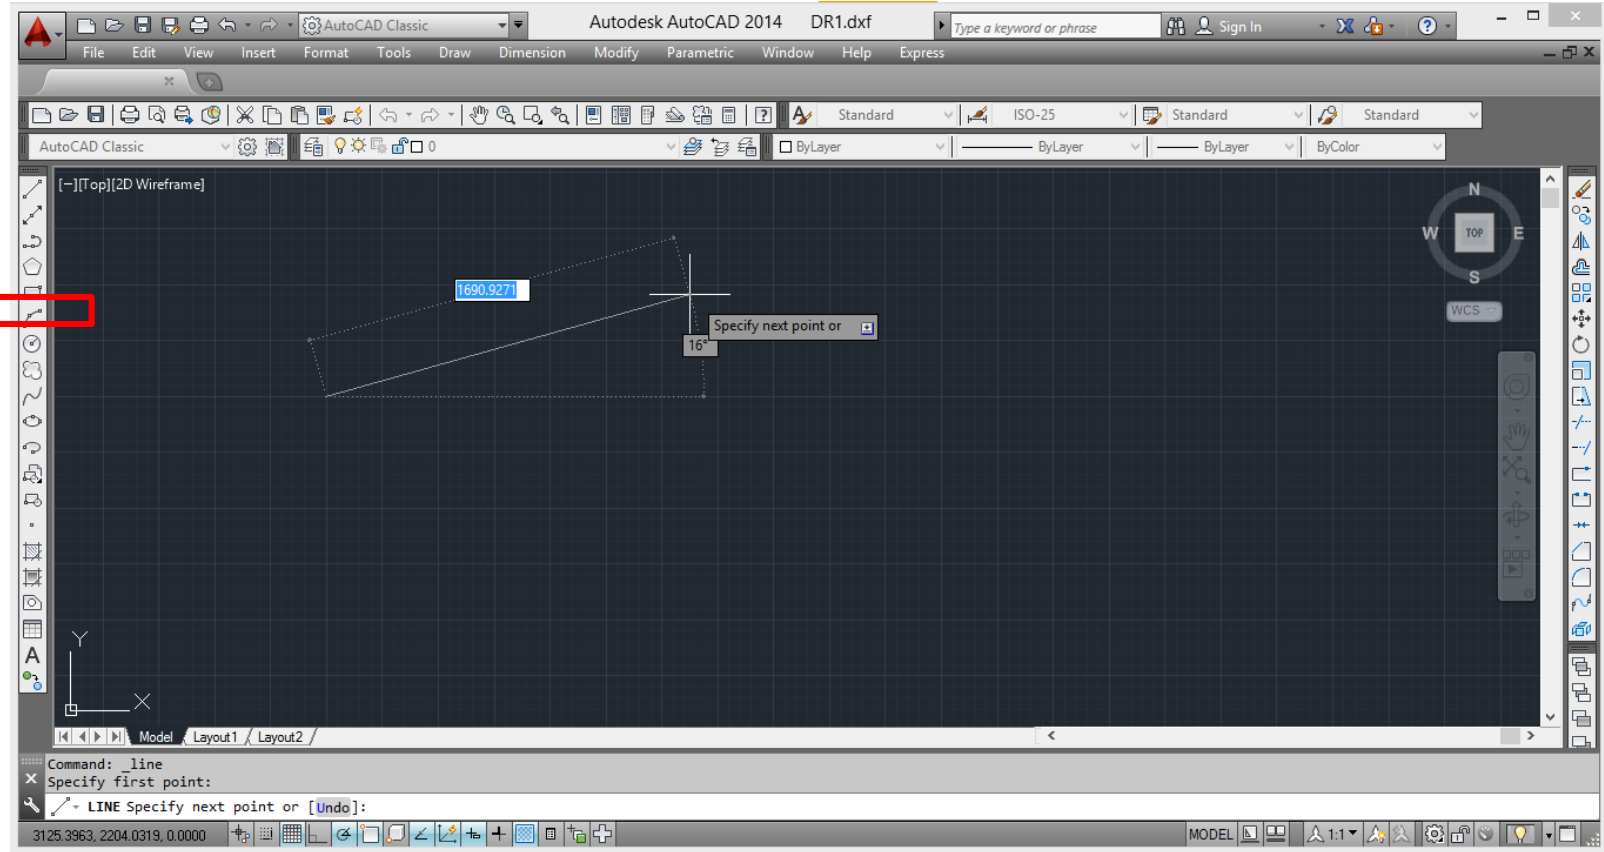 AutoCAD Classic
Autodesk AutoCAD 2014 DR1.dxf
Type a keyword or phrase
Sign In
File Edit View Insert Format Tools Draw Dimension Modify Parametric Window Help Express
Standard ISO-25 Standard Standard
AutoCAD Classic 0 ByLayer ByLayer ByLayer ByColor
[−][Top][2D Wireframe]
N
W TOP E
S
WCS
1690.9271
Specify next point or
16°
Y
X
A
Model Layout1 Layout2
Command: _line
Specify first point:
LINE Specify next point or [Undo]:
3125.3963, 2204.0319, 0.0000 MODEL 1:1